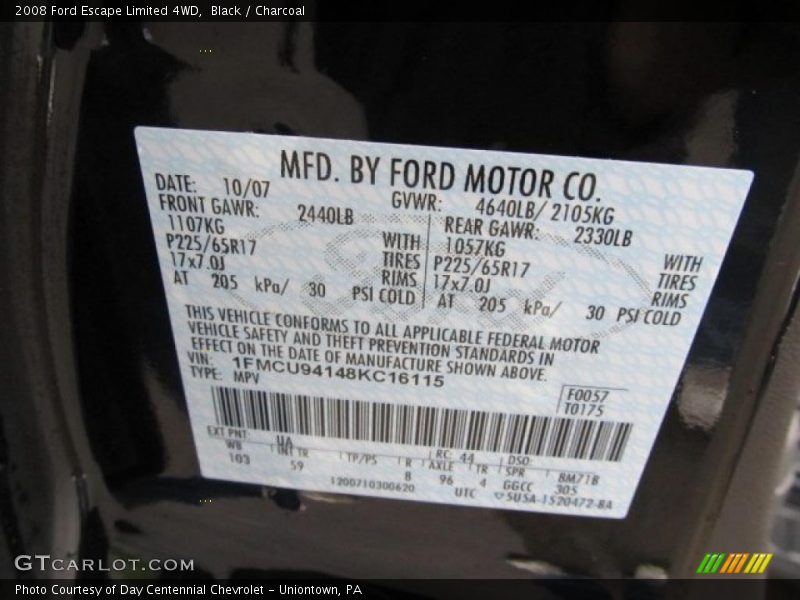 2008 Ford Escape Limited 4WD, Black / Charcoal
MFD. BY FORD MOTOR CO.
DATE: 10/07 GVWR: 4640LB/ 2105KG
FRONT GAWR: 2440LB REAR GAWR: 2330LB
1107KG WITH 1057KG WITH
P225/65R17 TIRES P225/65R17 TIRES
17x7.0J RIMS 17x7.0J RIMS
AT 205 kPa/ 30 PSI COLD AT 205 kPa/ 30 PSI COLD
THIS VEHICLE CONFORMS TO ALL APPLICABLE FEDERAL MOTOR
VEHICLE SAFETY AND THEFT PREVENTION STANDARDS IN
EFFECT ON THE DATE OF MANUFACTURE SHOWN ABOVE.
VIN: 1FMCU94148KC16115
TYPE: MPV
F0057
T0175
EXT PNT: UA RC: 44 DSO:
WB INT TR TP/PS R AXLE TR SPR 8M71B
103 59 8 96 4 GGCC 305
1200710300620 UTC 5U5A-1520472-BA
GTCARLOT.COM
Photo Courtesy of Day Centennial Chevrolet - Uniontown, PA